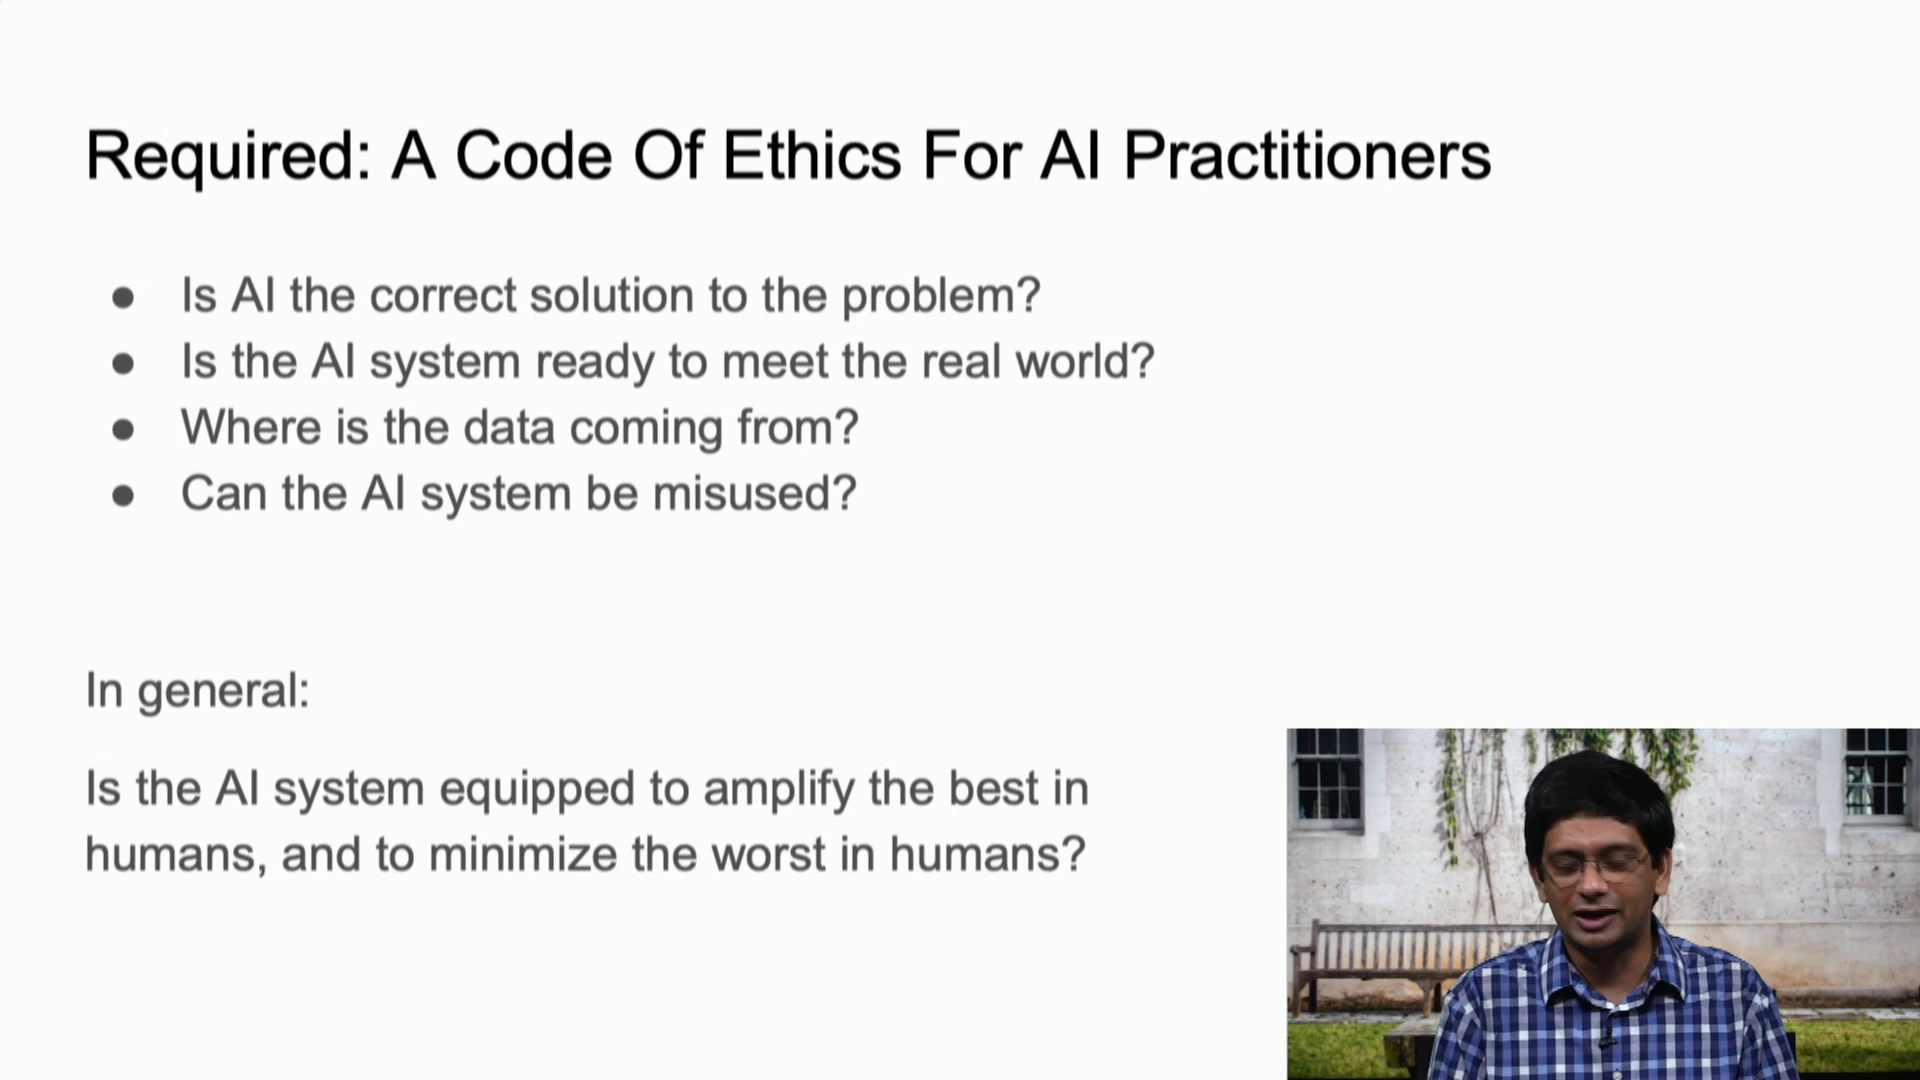 Required: A Code Of Ethics For AI Practitioners
● Is AI the correct solution to the problem?
● Is the AI system ready to meet the real world?
● Where is the data coming from?
● Can the AI system be misused?
In general:
Is the AI system equipped to amplify the best in
humans, and to minimize the worst in humans?